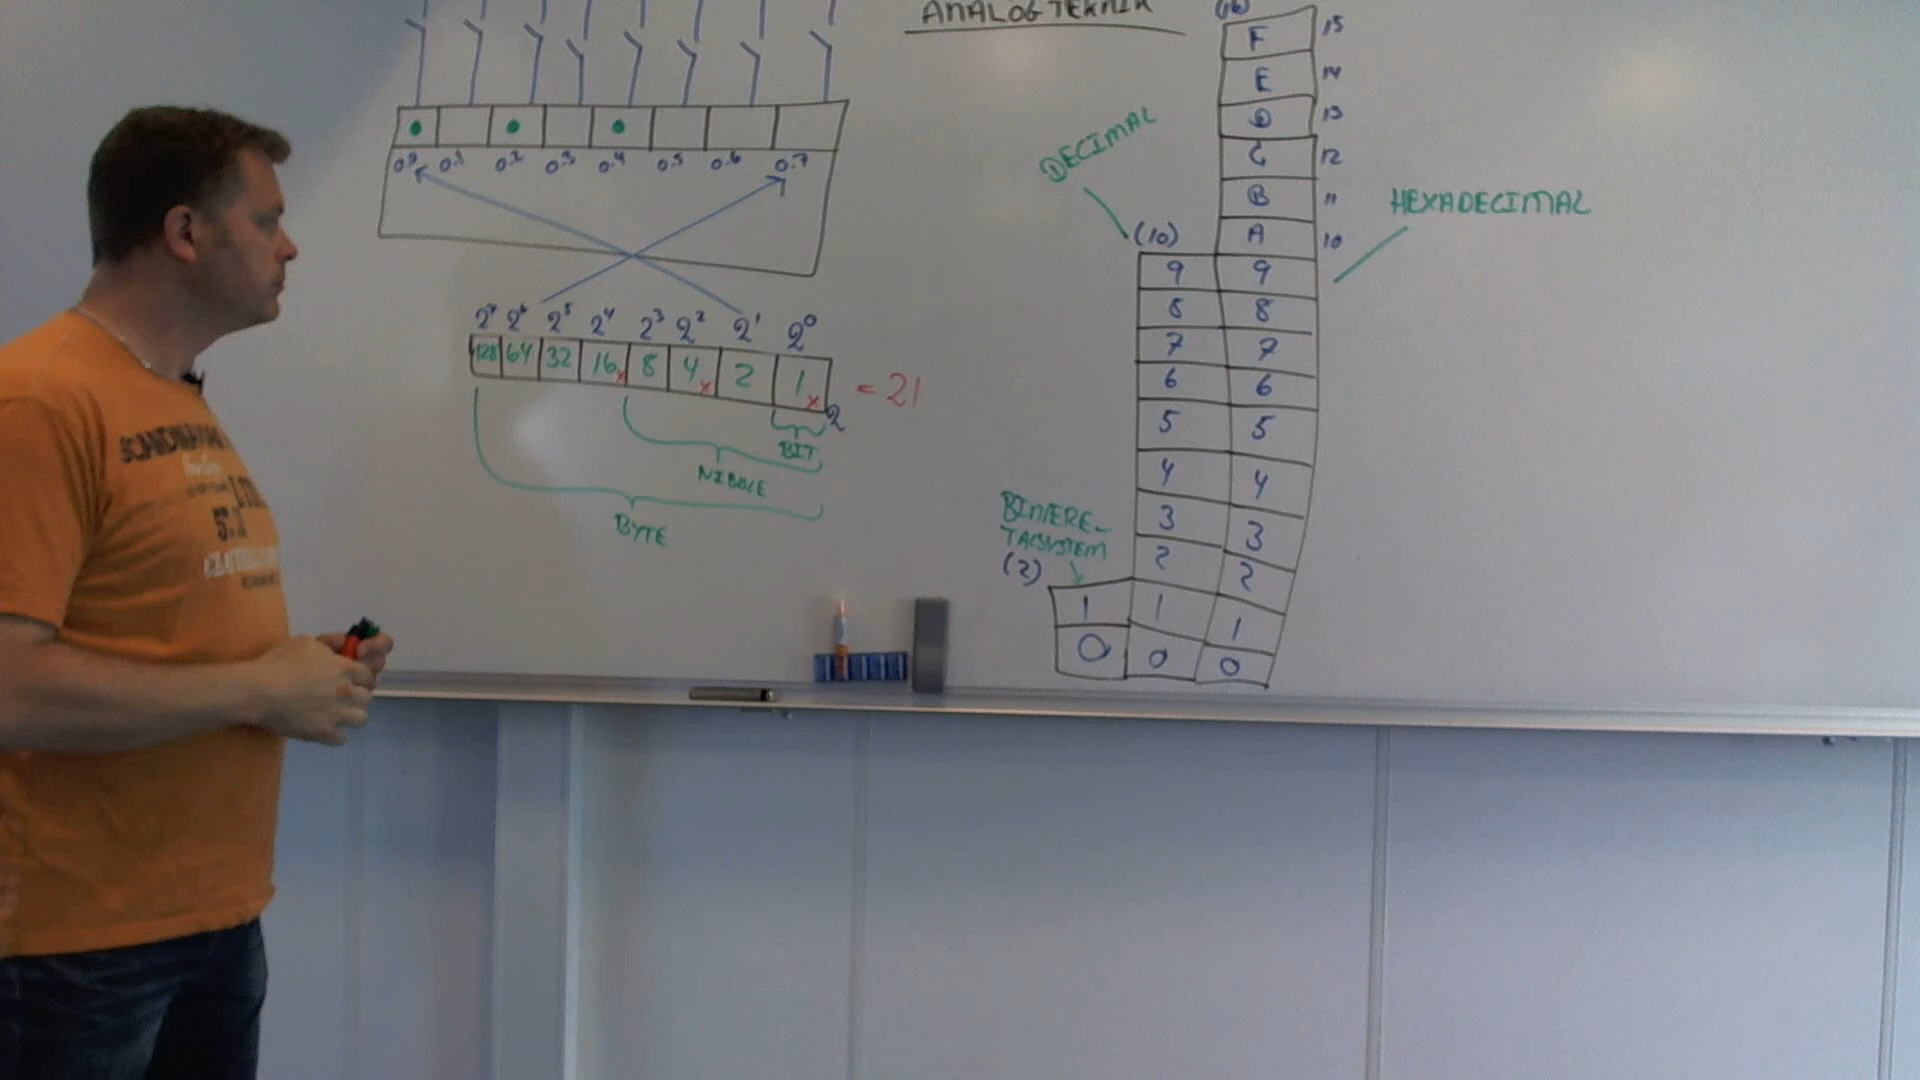 ANALOGTEKNIK
0.0 0.1 0.2 0.3 0.4 0.5 0.6 0.7
2⁷ 2⁶ 2⁵ 2⁴ 2³ 2² 2¹ 2⁰
128 64 32 16 8 4 2 1 2 = 21
BIT
NIBBLE
BYTE
DECIMAL
HEXADECIMAL
BINÆRE-
TALSYSTEM
(2)
(16)
F 15
E 14
D 13
C 12
B 11
(10) A 10
9 9
8 8
7 7
6 6
5 5
4 4
3 3
2 2
1 1 1
0 0 0
SCANDINAVIAN